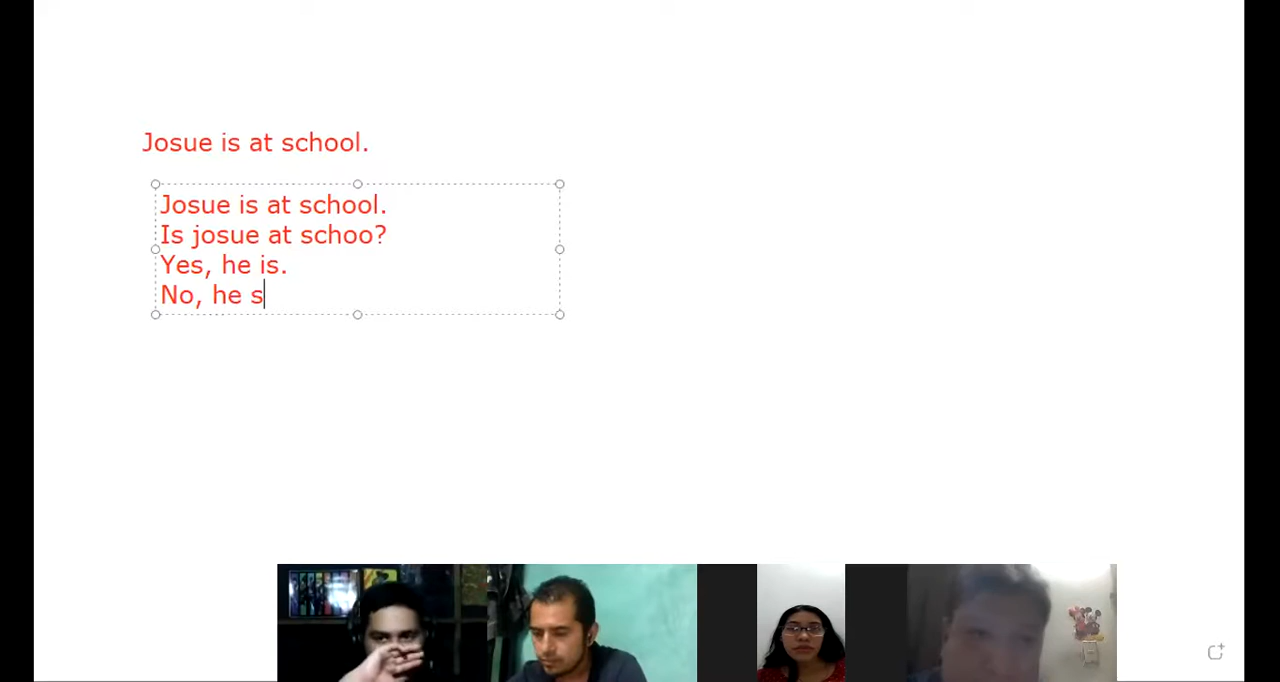 Josue is at school.
Josue is at school.
Is josue at schoo?
Yes, he is.
No, he s